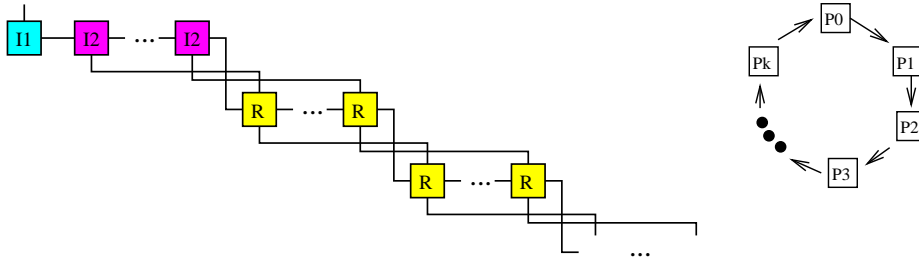 I1 I2 ... I2 P0
Pk P1
R ... R
P2
R ... R P3
...